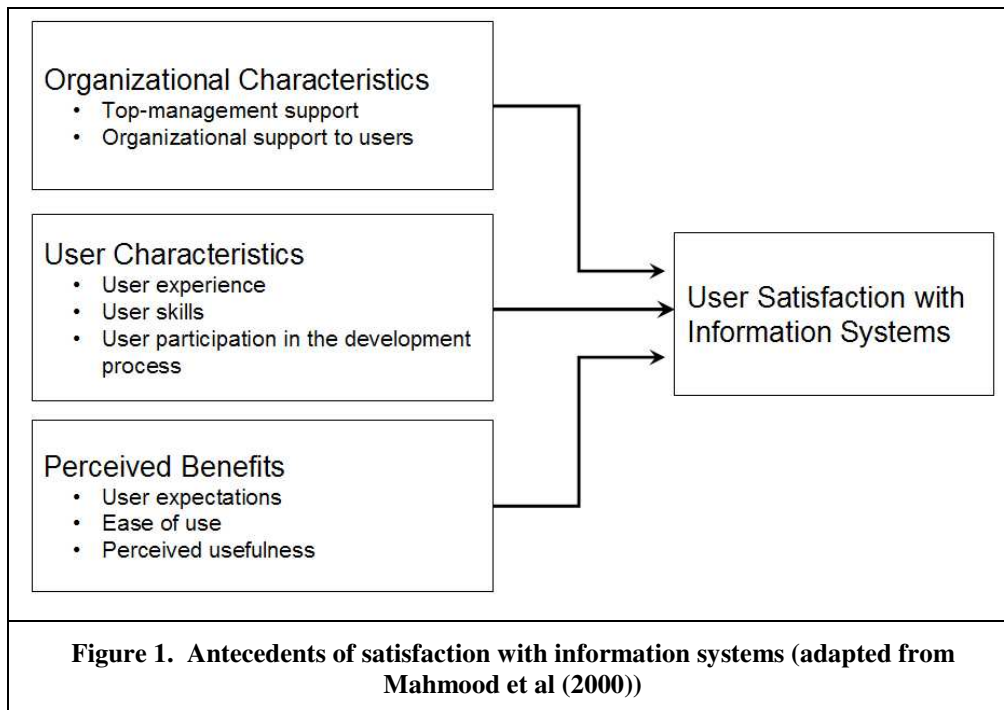 Organizational Characteristics
• Top-management support
• Organizational support to users
User Characteristics
• User experience
• User skills
• User participation in the development
process
Perceived Benefits
• User expectations
• Ease of use
• Perceived usefulness
User Satisfaction with
Information Systems
Figure 1. Antecedents of satisfaction with information systems (adapted from
Mahmood et al (2000))